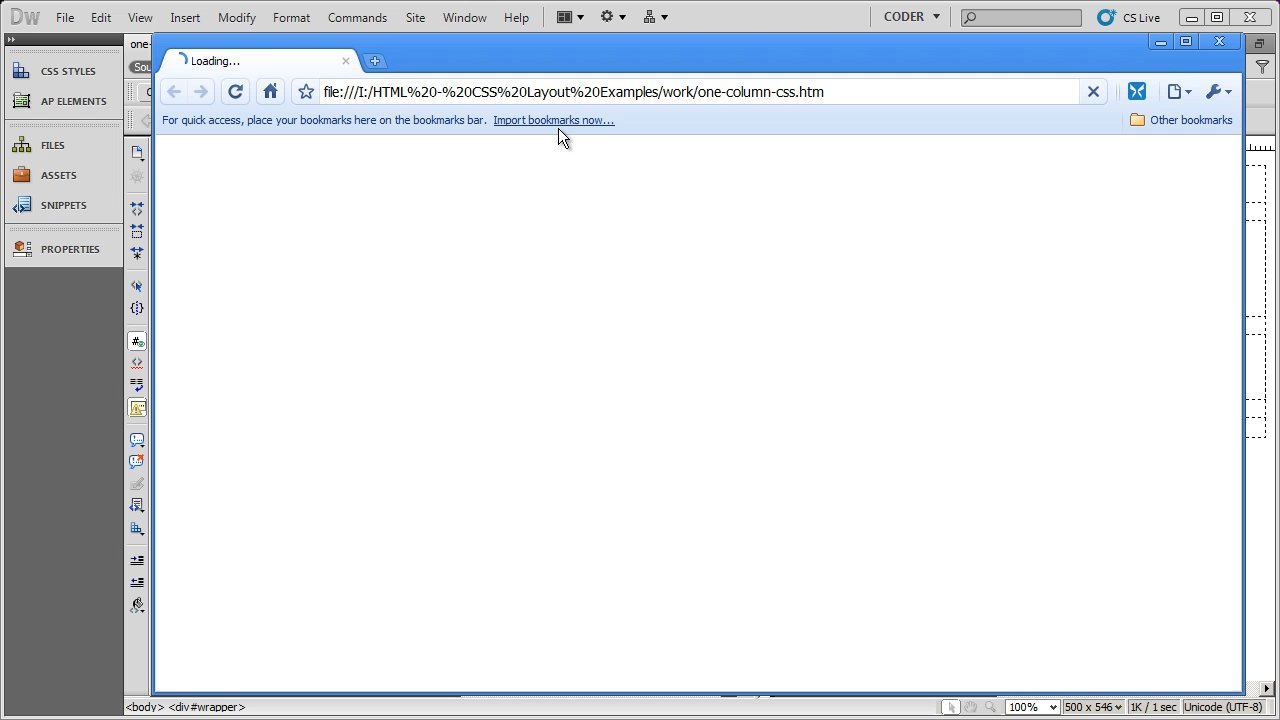 Dw File Edit View Insert Modify Format Commands Site Window Help CODER CS Live
one-
Loading...
CSS STYLES
Sou
file:///I:/HTML%20-%20CSS%20Layout%20Examples/work/one-column-css.htm
AP ELEMENTS
For quick access, place your bookmarks here on the bookmarks bar. Import bookmarks now... Other bookmarks
FILES
ASSETS
SNIPPETS
PROPERTIES
<body> <div#wrapper> 100% 500 x 546 1K / 1 sec Unicode (UTF-8)